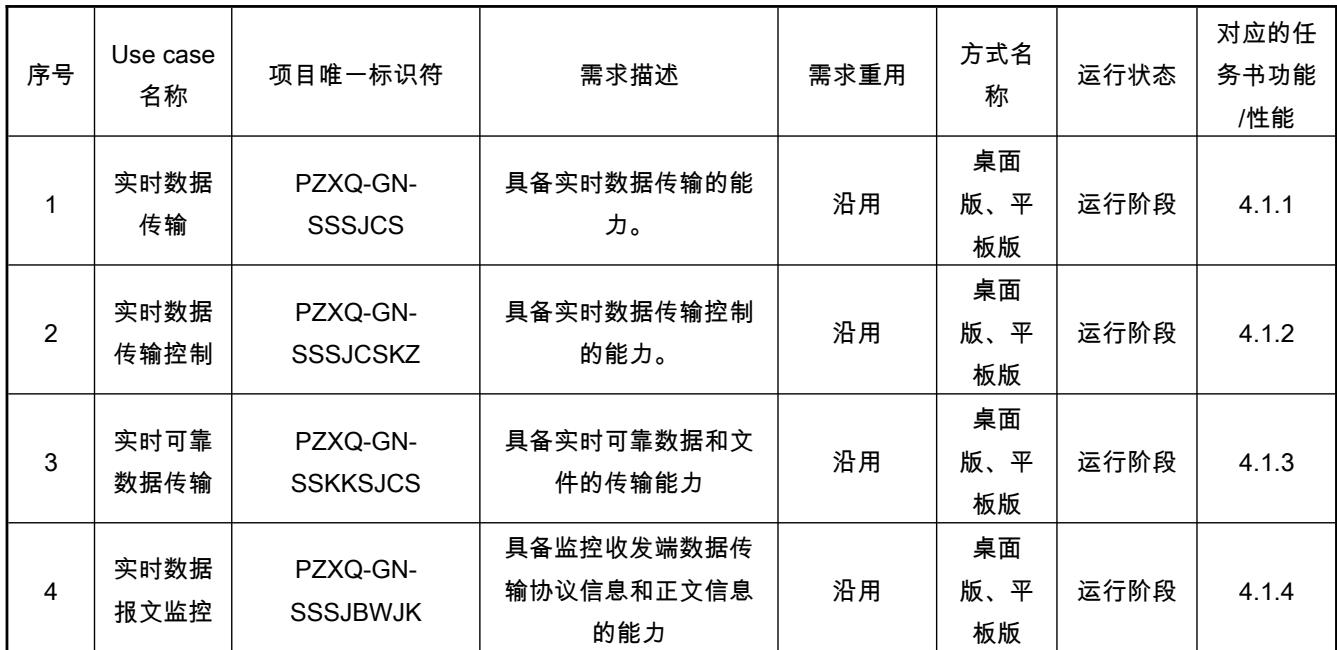 序号
Use case
名称
项目唯一标识符
需求描述
需求重用
方式名
称
运行状态
对应的任
务书功能
/性能
1
实时数据
传输
PZXQ-GN-
SSSJCS
具备实时数据传输的能
力。
沿用
桌面
版、平
板版
运行阶段
4.1.1
2
实时数据
传输控制
PZXQ-GN-
SSSJCSKZ
具备实时数据传输控制
的能力。
沿用
桌面
版、平
板版
运行阶段
4.1.2
3
实时可靠
数据传输
PZXQ-GN-
SSKKSJCS
具备实时可靠数据和文
件的传输能力
沿用
桌面
版、平
板版
运行阶段
4.1.3
4
实时数据
报文监控
PZXQ-GN-
SSSJBWJK
具备监控收发端数据传
输协议信息和正文信息
的能力
沿用
桌面
版、平
板版
运行阶段
4.1.4